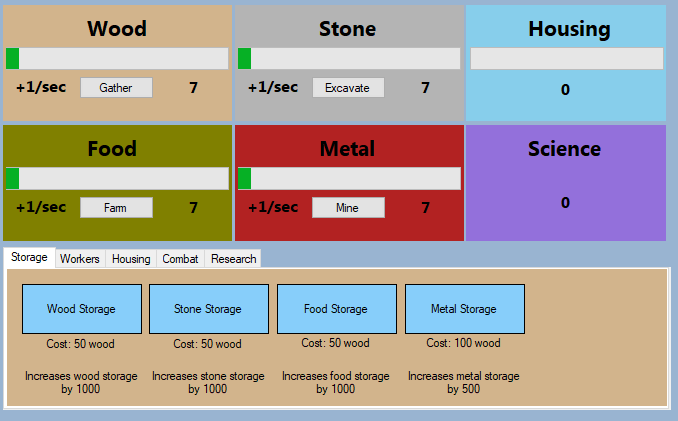 Wood
Stone
Housing
+1/sec Gather 7
+1/sec Excavate 7
0
Food
Metal
Science
+1/sec Farm 7
+1/sec Mine 7
0
Storage Workers Housing Combat Research
Wood Storage
Stone Storage
Food Storage
Metal Storage
Cost: 50 wood
Cost: 50 wood
Cost: 50 wood
Cost: 100 wood
Increases wood storage
by 1000
Increases stone storage
by 1000
Increases food storage
by 1000
Increases metal storage
by 500